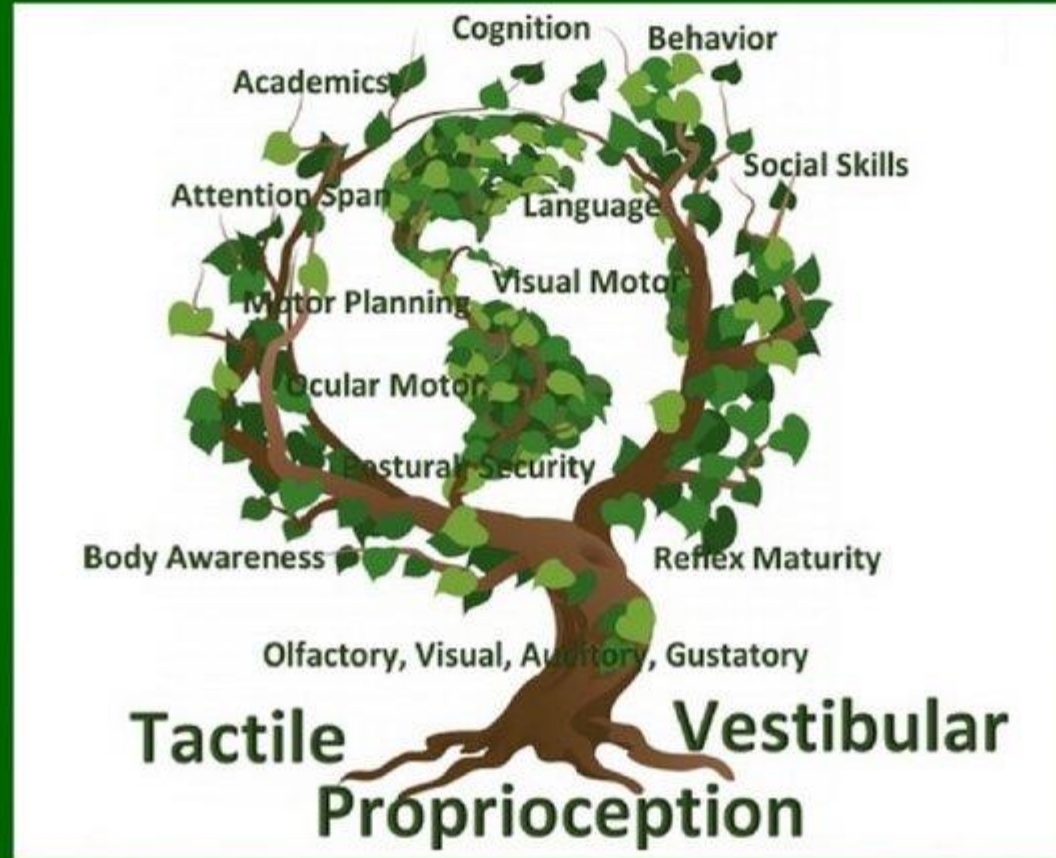 Cognition
Behavior
Academics
Social Skills
Attention Span
Language
Visual Motor
Motor Planning
Ocular Motor
Postural Security
Body Awareness
Reflex Maturity
Olfactory, Visual, Auditory, Gustatory
Tactile
Vestibular
Proprioception